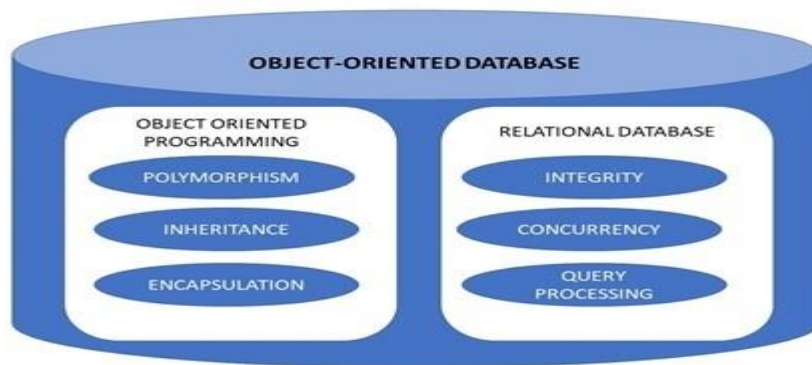 OBJECT-ORIENTED DATABASE
OBJECT ORIENTED
PROGRAMMING
POLYMORPHISM
INHERITANCE
ENCAPSULATION
RELATIONAL DATABASE
INTEGRITY
CONCURRENCY
QUERY
PROCESSING